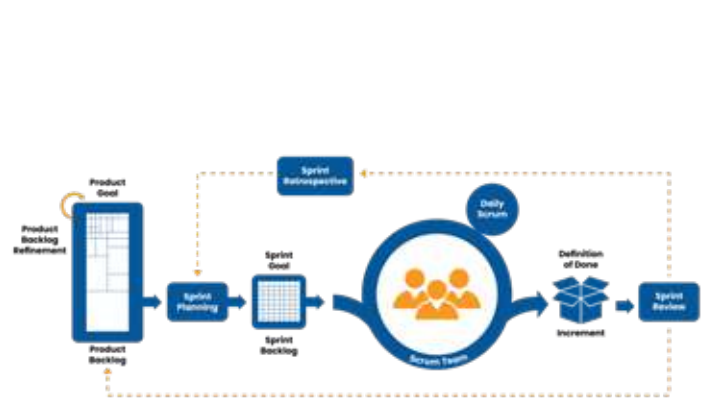 Sprint
Retrospective
Product
Goal
Daily
Scrum
Product
Backlog
Refinement
Sprint
Goal
Definition
of Done
Sprint
Planning
Sprint
Review
Increment
Sprint
Backlog
Product
Backlog
Scrum Team